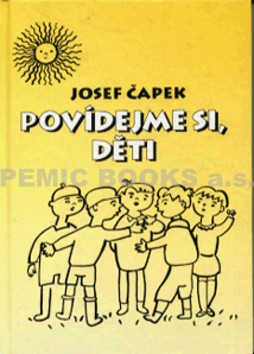 JOSEF ČAPEK
POVÍDEJME SI,
DĚTI
PEMIC BOOKS a.s.